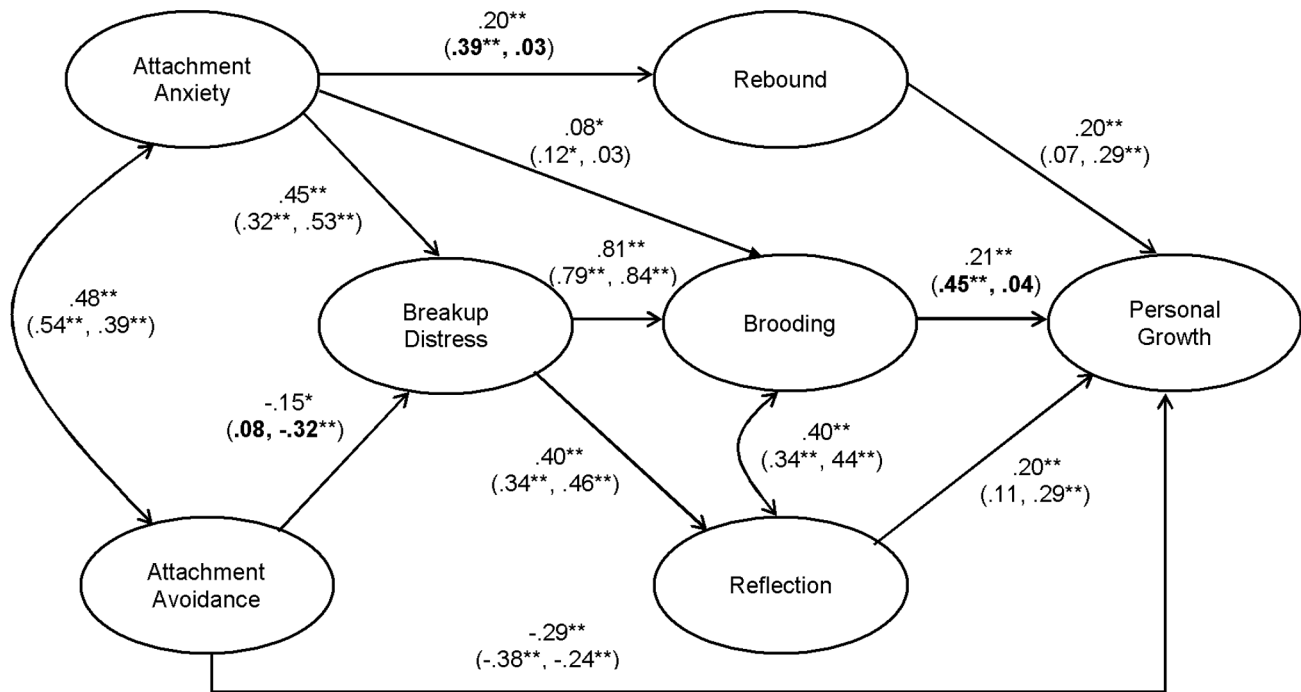 .20**
(.39**, .03)
Attachment
Anxiety
Rebound
.08*
(.12*, .03)
.20**
(.07, .29**)
.45**
(.32**, .53**)
.81**
(.79**, .84**)
.21**
(.45**, .04)
.48**
(.54**, .39**)
Breakup
Distress
Brooding
Personal
Growth
-.15*
(.08, -.32**)
.40**
(.34**, .46**)
.40**
(.34**, 44**)
.20**
(.11, .29**)
Attachment
Avoidance
Reflection
-.29**
(-.38**, -.24**)